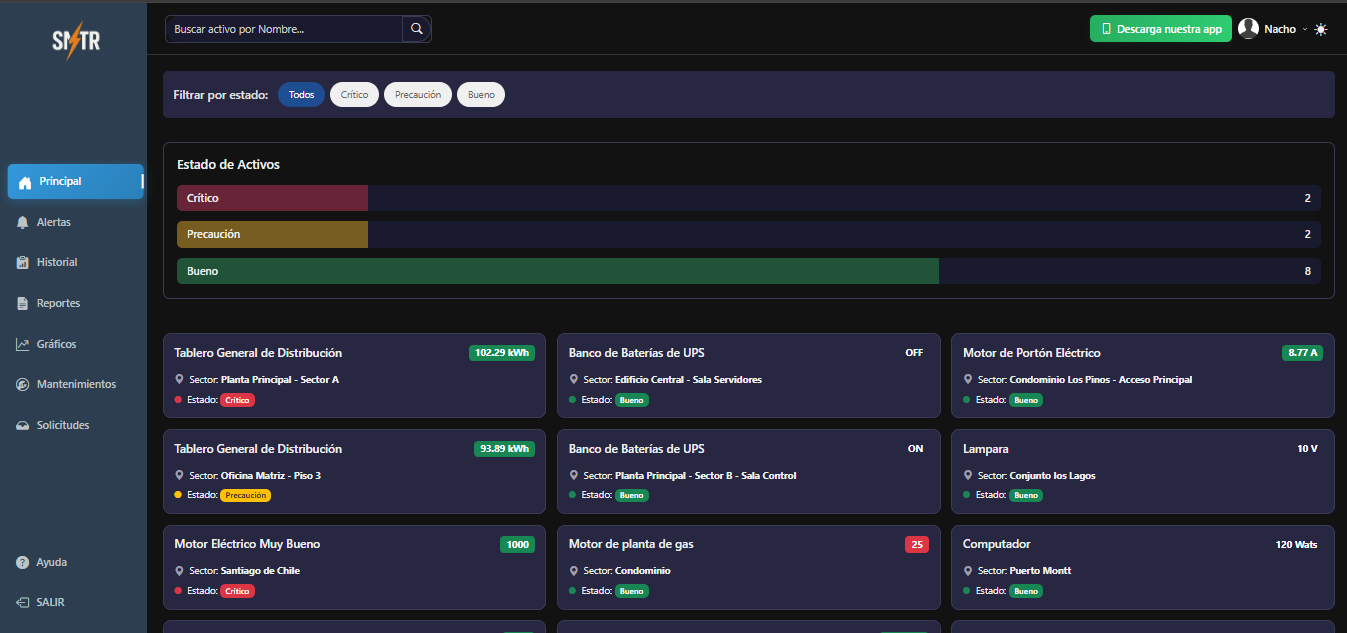 SMTR
Buscar activo por Nombre...
Descarga nuestra app
Nacho
Filtrar por estado: Todos Crítico Precaución Bueno
Principal
Alertas
Historial
Reportes
Gráficos
Mantenimientos
Solicitudes
Ayuda
SALIR
Estado de Activos
Crítico 2
Precaución 2
Bueno 8
Tablero General de Distribución 102.29 kWh
Sector: Planta Principal - Sector A
Estado: Crítico
Banco de Baterías de UPS OFF
Sector: Edificio Central - Sala Servidores
Estado: Bueno
Motor de Portón Eléctrico 8.77 A
Sector: Condominio Los Pinos - Acceso Principal
Estado: Bueno
Tablero General de Distribución 93.89 kWh
Sector: Oficina Matriz - Piso 3
Estado: Precaución
Banco de Baterías de UPS ON
Sector: Planta Principal - Sector B - Sala Control
Estado: Bueno
Lampara 10 V
Sector: Conjunto los Lagos
Estado: Bueno
Motor Eléctrico Muy Bueno 1000
Sector: Santiago de Chile
Estado: Crítico
Motor de planta de gas 25
Sector: Condominio
Estado: Bueno
Computador 120 Wats
Sector: Puerto Montt
Estado: Bueno